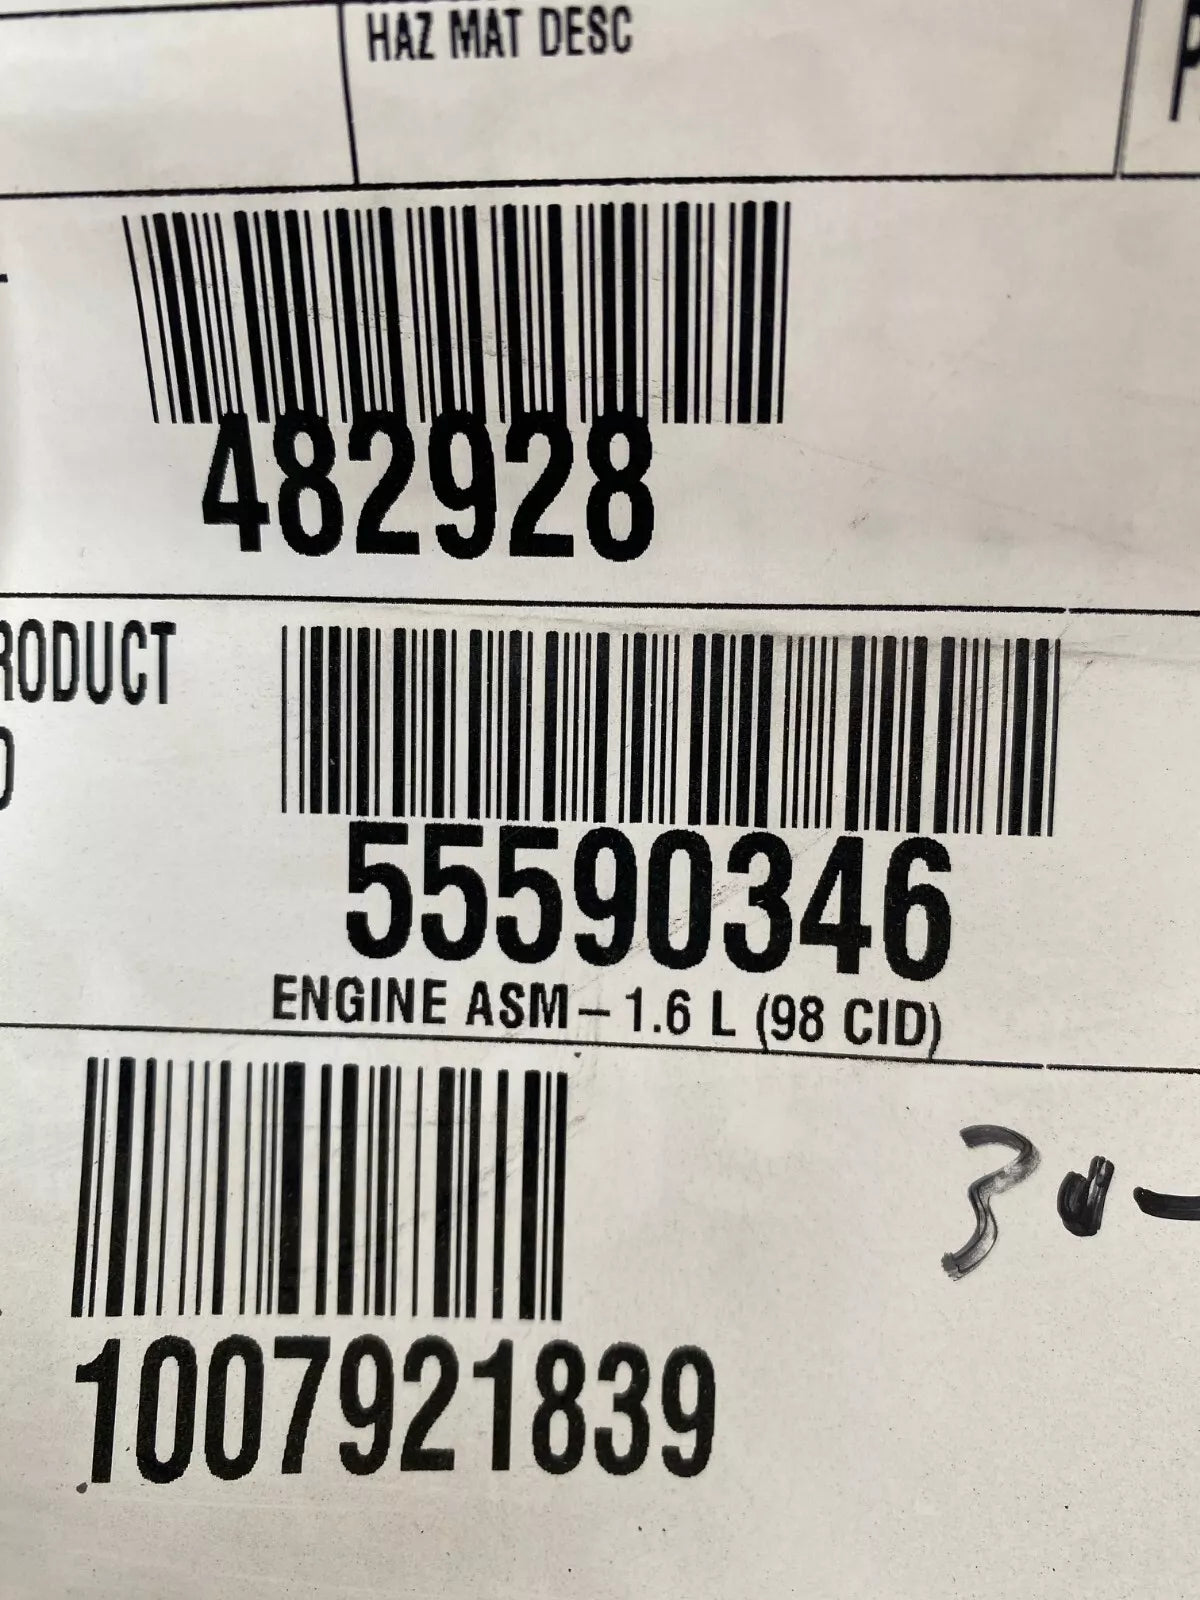 HAZ MAT DESC
482928
RODUCT
55590346
ENGINE ASM – 1.6 L (98 CID)
1007921839